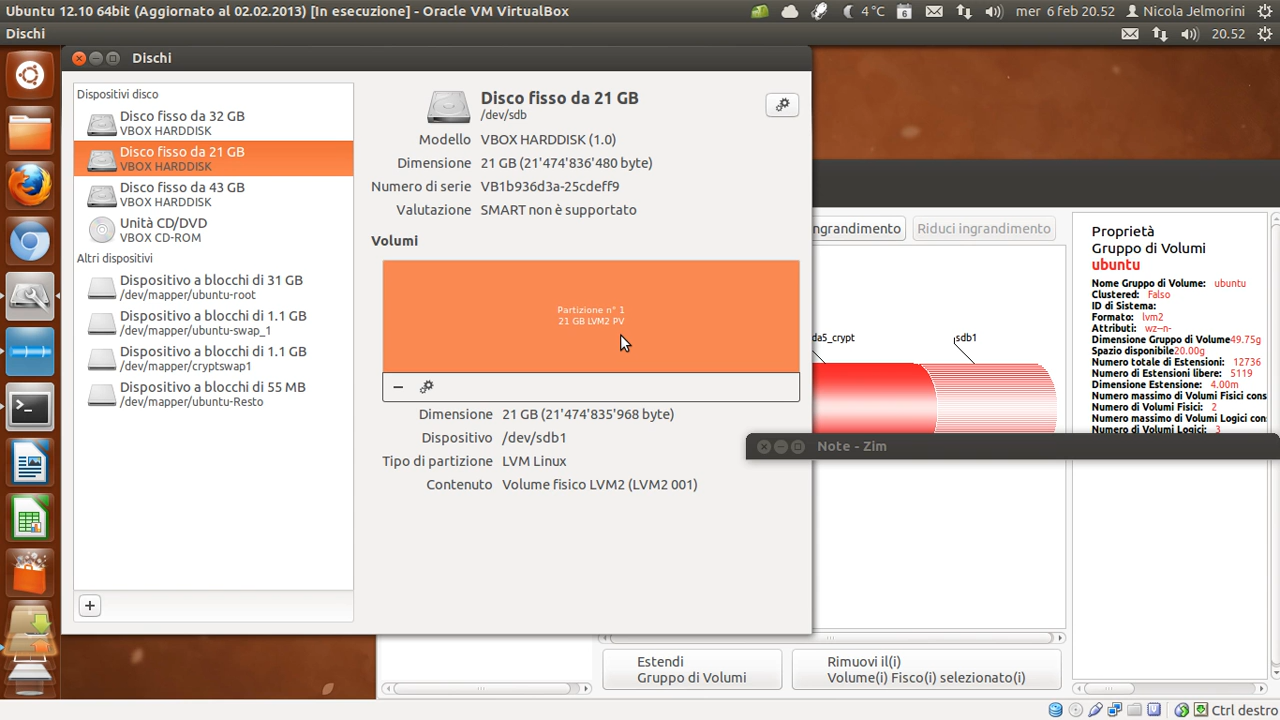 Ubuntu 12.10 64bit (Aggiornato al 02.02.2013) [In esecuzione] - Oracle VM VirtualBox
4 °C
6
mer 6 feb 20.52
Nicola Jelmorini
Dischi
20.52
Dischi
Dispositivi disco
Disco fisso da 32 GB
VBOX HARDDISK
Disco fisso da 21 GB
VBOX HARDDISK
Disco fisso da 43 GB
VBOX HARDDISK
Unità CD/DVD
VBOX CD-ROM
Altri dispositivi
Dispositivo a blocchi di 31 GB
/dev/mapper/ubuntu-root
Dispositivo a blocchi di 1.1 GB
/dev/mapper/ubuntu-swap_1
Dispositivo a blocchi di 1.1 GB
/dev/mapper/cryptswap1
Dispositivo a blocchi di 55 MB
/dev/mapper/ubuntu-Resto
Disco fisso da 21 GB
/dev/sdb
Modello VBOX HARDDISK (1.0)
Dimensione 21 GB (21'474'836'480 byte)
Numero di serie VB1b936d3a-25cdeff9
Valutazione SMART non è supportato
Volumi
Partizione n° 1
21 GB LVM2 PV
Dimensione 21 GB (21'474'835'968 byte)
Dispositivo /dev/sdb1
Tipo di partizione LVM Linux
Contenuto Volume fisico LVM2 (LVM2 001)
ngrandimento
Riduci ingrandimento
da5_crypt
sdb1
Proprietà
Gruppo di Volumi
ubuntu
Nome Gruppo di Volume: ubuntu
Clustered: Falso
ID di Sistema:
Formato: lvm2
Attributi: wz--n-
Dimensione Gruppo di Volume 49.75g
Spazio disponibile 20.00g
Numero totale di Estensioni: 12736
Numero di Estensioni libere: 5119
Dimensione Estensione: 4.00m
Numero massimo di Volumi Fisici cons
Numero di Volumi Fisici: 2
Numero massimo di Volumi Logici con
Numero di Volumi Logici: 3
Note - Zim
Estendi
Gruppo di Volumi
Rimuovi il(i)
Volume(i) Fisco(i) selezionato(i)
Ctrl destro